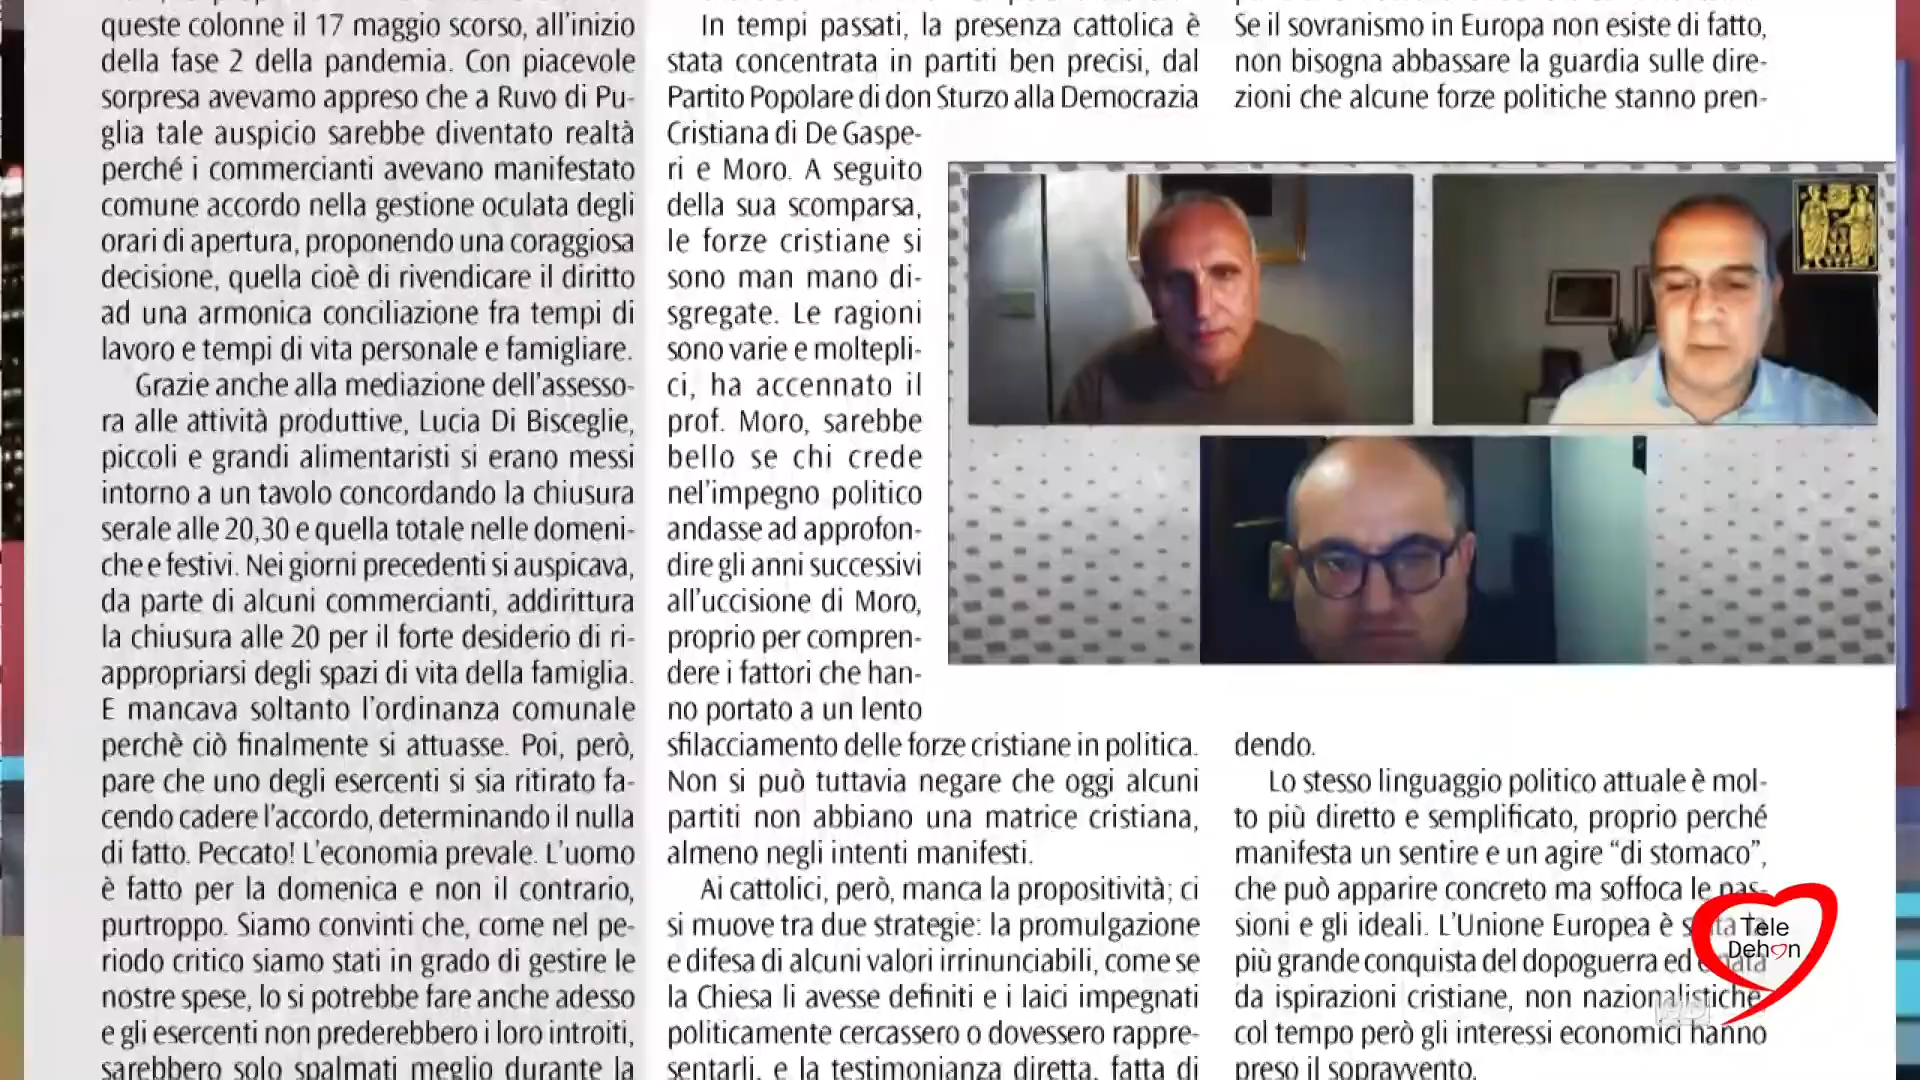 queste colonne il 17 maggio scorso, all'inizio
della fase 2 della pandemia. Con piacevole
sorpresa avevamo appreso che a Ruvo di Pu-
glia tale auspicio sarebbe diventato realtà
perché i commercianti avevano manifestato
comune accordo nella gestione oculata degli
orari di apertura, proponendo una coraggiosa
decisione, quella cioè di rivendicare il diritto
ad una armonica conciliazione fra tempi di
lavoro e tempi di vita personale e famigliare.
Grazie anche alla mediazione dell'assesso-
ra alle attività produttive, Lucia Di Bisceglie,
piccoli e grandi alimentaristi si erano messi
intorno a un tavolo concordando la chiusura
serale alle 20,30 e quella totale nelle domeni-
che e festivi. Nei giorni precedenti si auspicava,
da parte di alcuni commercianti, addirittura
la chiusura alle 20 per il forte desiderio di ri-
appropriarsi degli spazi di vita della famiglia.
E mancava soltanto l'ordinanza comunale
perchè ciò finalmente si attuasse. Poi, però,
pare che uno degli esercenti si sia ritirato fa-
cendo cadere l'accordo, determinando il nulla
di fatto. Peccato! L'economia prevale. L'uomo
è fatto per la domenica e non il contrario,
purtroppo. Siamo convinti che, come nel pe-
riodo critico siamo stati in grado di gestire le
nostre spese, lo si potrebbe fare anche adesso
e gli esercenti non prederebbero i loro introiti,
sarebbero solo spalmati meglio durante la
In tempi passati, la presenza cattolica è
stata concentrata in partiti ben precisi, dal
Partito Popolare di don Sturzo alla Democrazia
Cristiana di De Gaspe-
ri e Moro. A seguito
della sua scomparsa,
le forze cristiane si
sono man mano di-
sgregate. Le ragioni
sono varie e moltepli-
ci, ha accennato il
prof. Moro, sarebbe
bello se chi crede
nel'impegno politico
andasse ad approfon-
dire gli anni successivi
all'uccisione di Moro,
proprio per compren-
dere i fattori che han-
no portato a un lento
sfilacciamento delle forze cristiane in politica.
Non si può tuttavia negare che oggi alcuni
partiti non abbiano una matrice cristiana,
almeno negli intenti manifesti.
Ai cattolici, però, manca la propositività; ci
si muove tra due strategie: la promulgazione
e difesa di alcuni valori irrinunciabili, come se
la Chiesa li avesse definiti e i laici impegnati
politicamente cercassero o dovessero rappre-
sentarli, e la testimonianza diretta, fatta di
Se il sovranismo in Europa non esiste di fatto,
non bisogna abbassare la guardia sulle dire-
zioni che alcune forze politiche stanno pren-
dendo.
Lo stesso linguaggio politico attuale è mol-
to più diretto e semplificato, proprio perché
manifesta un sentire e un agire "di stomaco",
che può apparire concreto ma soffoca le pas-
sioni e gli ideali. L'Unione Europea è stata la
più grande conquista del dopoguerra ed è nata
da ispirazioni cristiane, non nazionalistiche,
col tempo però gli interessi economici hanno
preso il sopravvento.
Tele
Dehon
HD